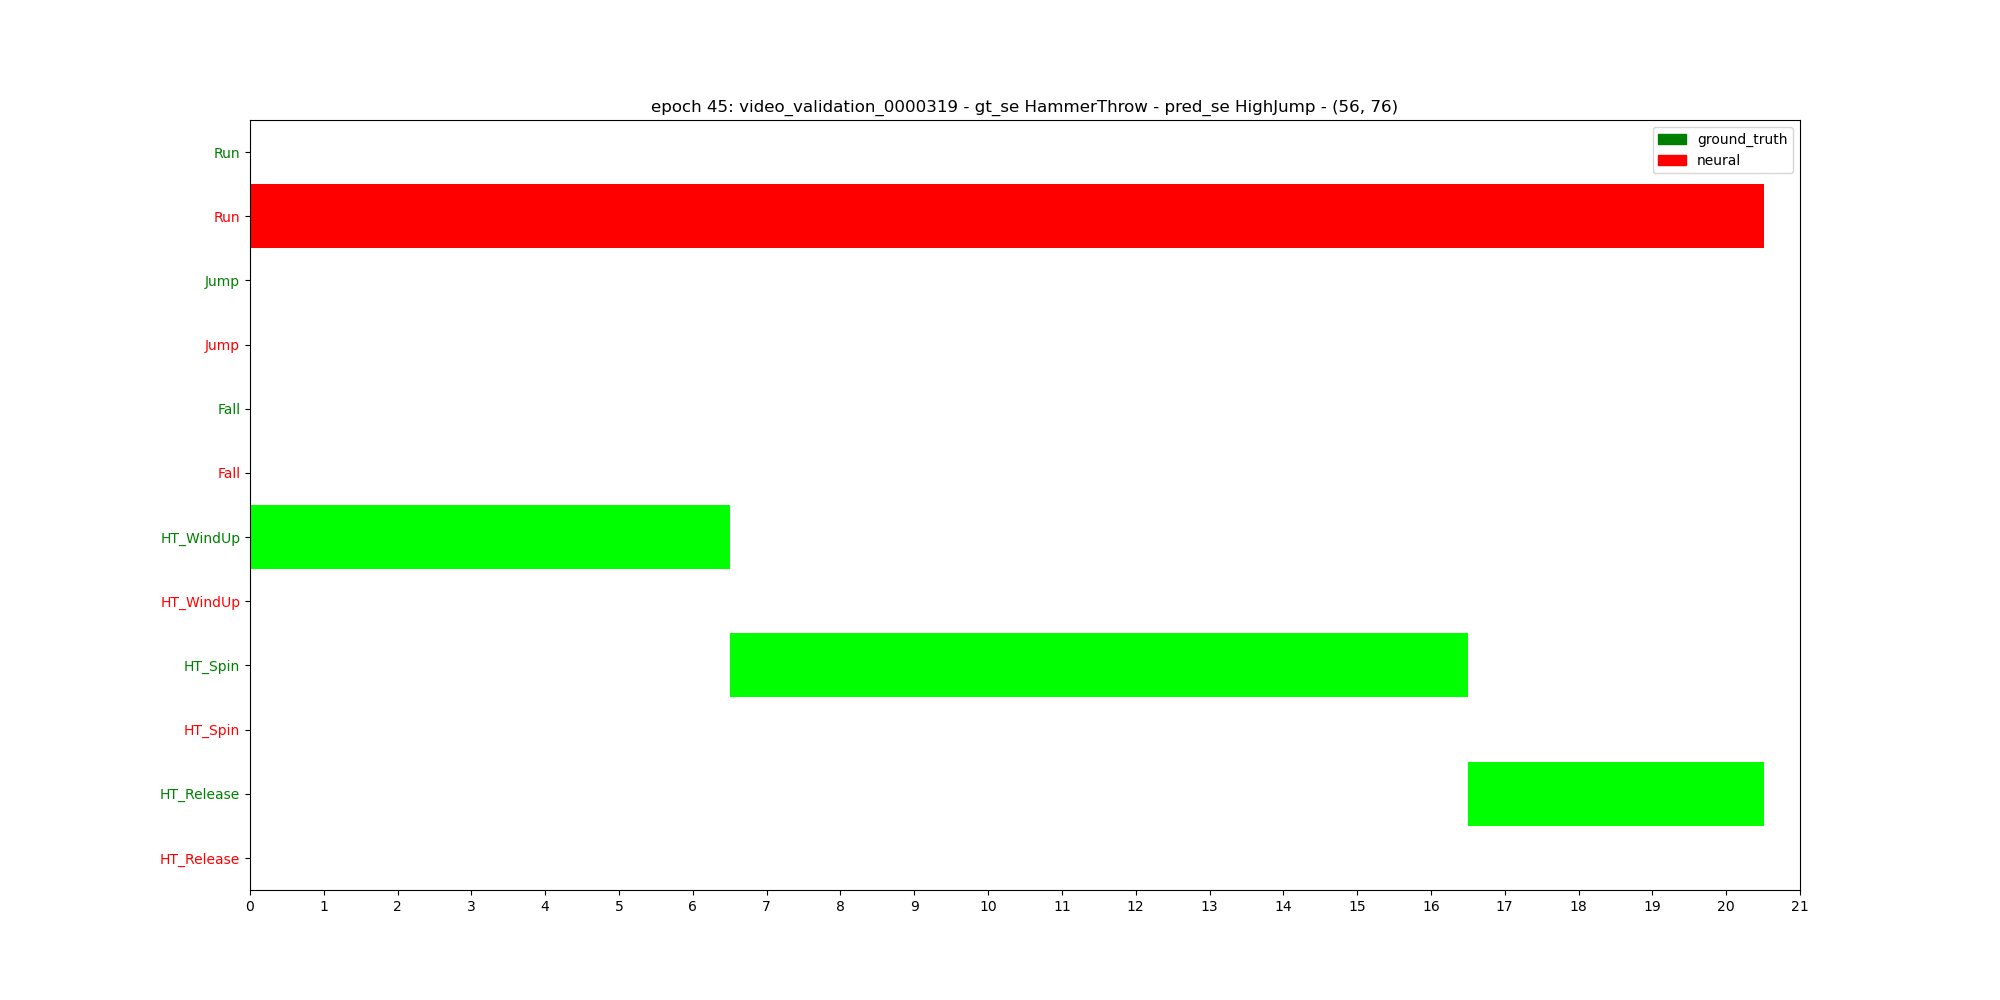 epoch 45: video_validation_0000319 - gt_se HammerThrow - pred_se HighJump - (56, 76)
ground_truth
neural
Run
Run
Jump
Jump
Fall
Fall
HT_WindUp
HT_WindUp
HT_Spin
HT_Spin
HT_Release
HT_Release
0 1 2 3 4 5 6 7 8 9 10 11 12 13 14 15 16 17 18 19 20 21